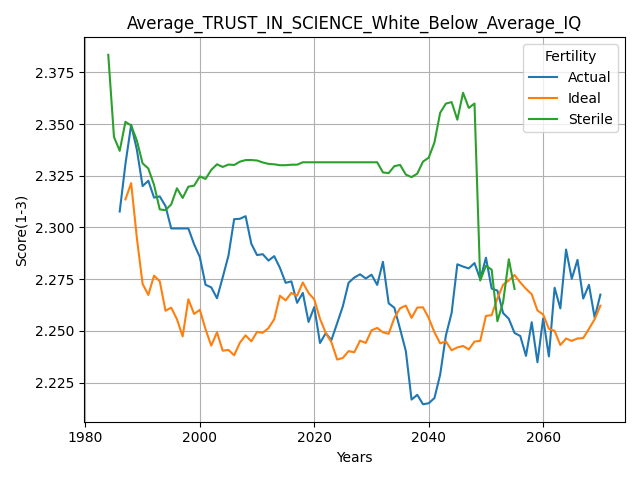 Average_TRUST_IN_SCIENCE_White_Below_Average_IQ
Fertility
Actual
Ideal
Sterile
Score(1-3)
2.375
2.350
2.325
2.300
2.275
2.250
2.225
1980
2000
2020
2040
2060
Years